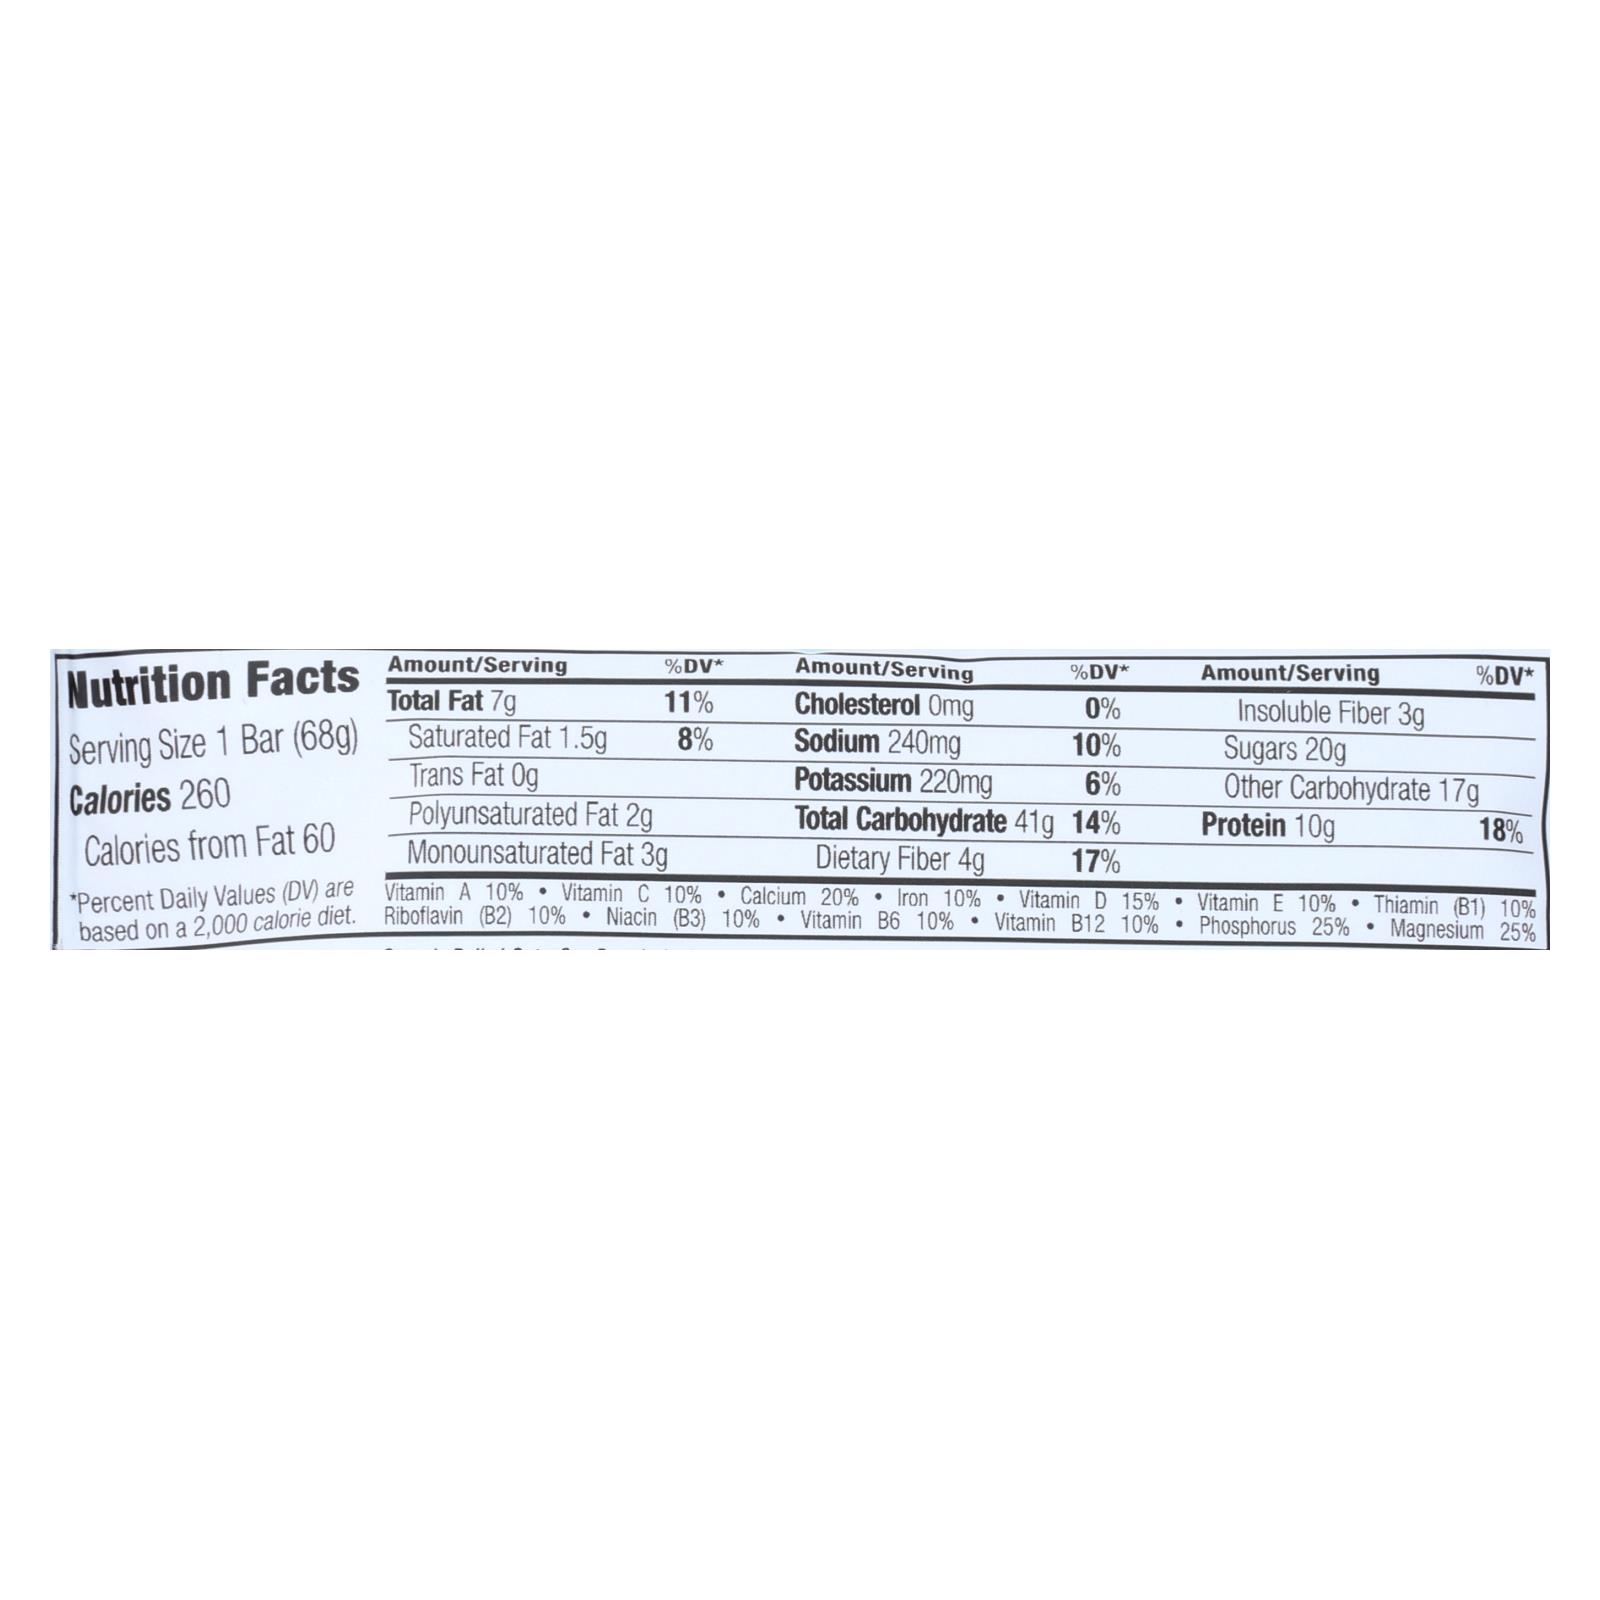 Nutrition Facts
Serving Size 1 Bar (68g)
Calories 260
Calories from Fat 60
*Percent Daily Values (DV) are
based on a 2,000 calorie diet.
Amount/Serving %DV*
Total Fat 7g 11%
Saturated Fat 1.5g 8%
Trans Fat 0g
Polyunsaturated Fat 2g
Monounsaturated Fat 3g
Amount/Serving %DV*
Cholesterol 0mg 0%
Sodium 240mg 10%
Potassium 220mg 6%
Total Carbohydrate 41g 14%
Dietary Fiber 4g 17%
Amount/Serving %DV*
Insoluble Fiber 3g
Sugars 20g
Other Carbohydrate 17g
Protein 10g 18%
Vitamin A 10% • Vitamin C 10% • Calcium 20% • Iron 10% • Vitamin D 15% • Vitamin E 10% • Thiamin (B1) 10%
Riboflavin (B2) 10% • Niacin (B3) 10% • Vitamin B6 10% • Vitamin B12 10% • Phosphorus 25% • Magnesium 25%